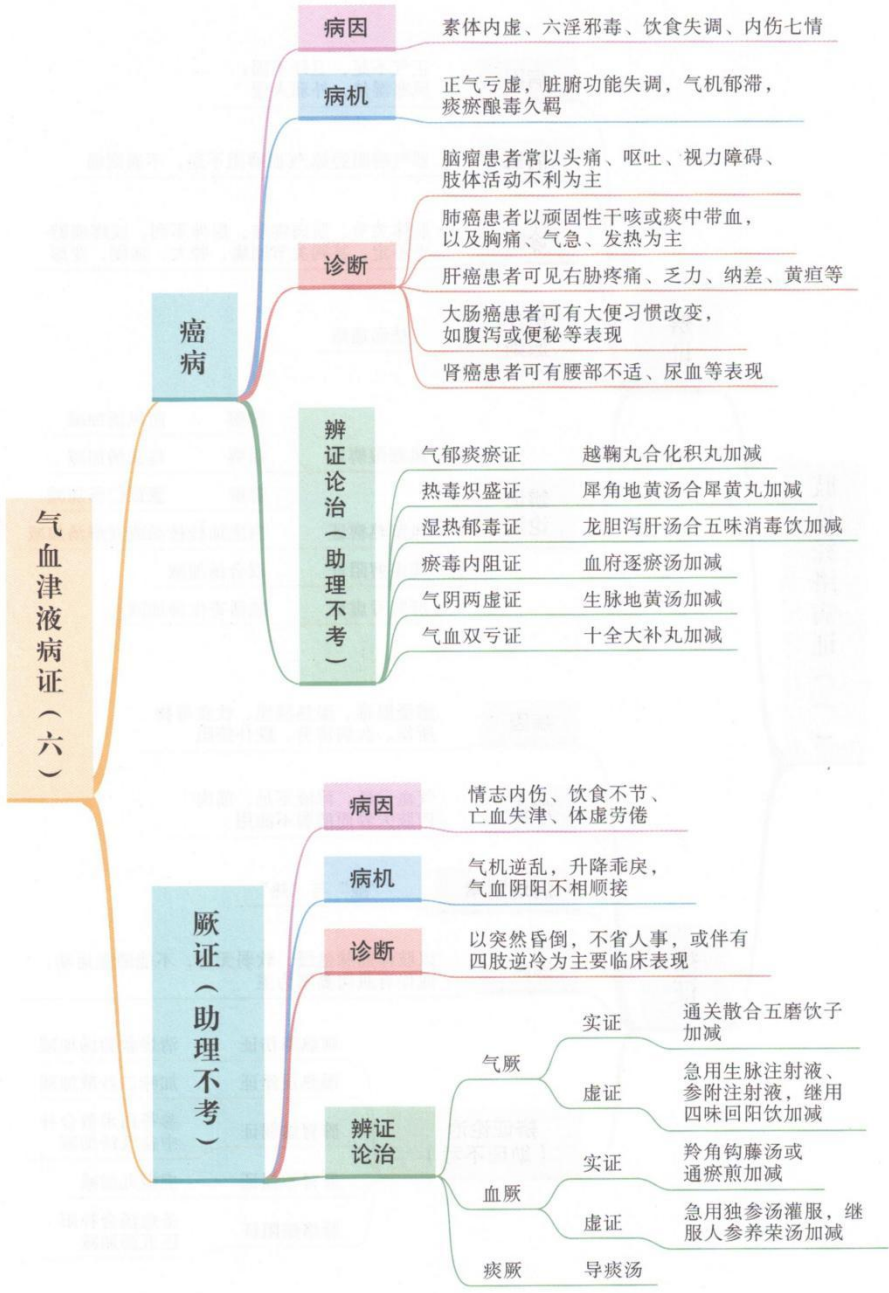 气血津液病证（六）
癌病
病因
素体内虚、六淫邪毒、饮食失调、内伤七情
病机
正气亏虚，脏腑功能失调，气机郁滞，
痰瘀酿毒久羁
诊断
脑瘤患者常以头痛、呕吐、视力障碍、
肢体活动不利为主
肺癌患者以顽固性干咳或痰中带血，
以及胸痛、气急、发热为主
肝癌患者可见右胁疼痛、乏力、纳差、黄疸等
大肠癌患者可有大便习惯改变，
如腹泻或便秘等表现
肾癌患者可有腰部不适、尿血等表现
辨证论治（助理不考）
气郁痰瘀证 越鞠丸合化积丸加减
热毒炽盛证 犀角地黄汤合犀黄丸加减
湿热郁毒证 龙胆泻肝汤合五味消毒饮加减
瘀毒内阻证 血府逐瘀汤加减
气阴两虚证 生脉地黄汤加减
气血双亏证 十全大补丸加减
厥证（助理不考）
病因
情志内伤、饮食不节、
亡血失津、体虚劳倦
病机
气机逆乱，升降乖戾，
气血阴阳不相顺接
诊断
以突然昏倒，不省人事，或伴有
四肢逆冷为主要临床表现
辨证
论治
气厥
实证
通关散合五磨饮子
加减
虚证
急用生脉注射液、
参附注射液，继用
四味回阳饮加减
血厥
实证
羚角钩藤汤或
通瘀煎加减
虚证
急用独参汤灌服，继
服人参养荣汤加减
痰厥 导痰汤